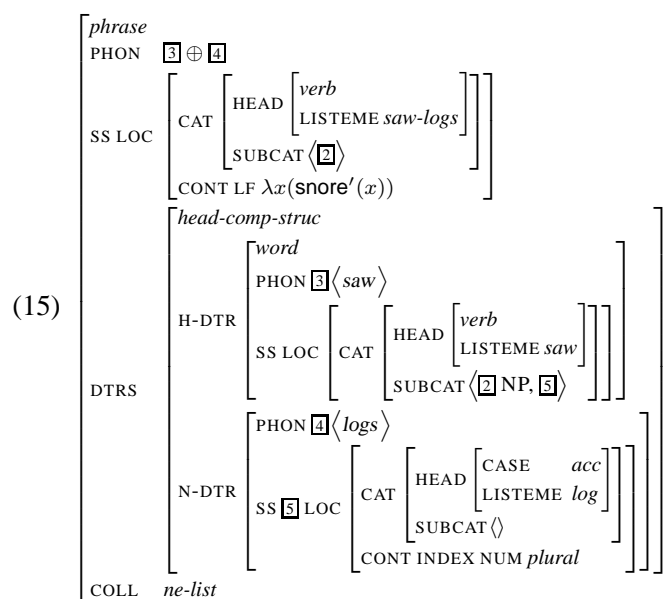 phrase
PHON 3 ⊕ 4
HEAD [verb
CAT LISTEME saw-logs]
SS LOC SUBCAT ⟨2⟩
CONT LF λx(snore′(x))
head-comp-struc
word
PHON 3 ⟨saw⟩
H-DTR HEAD [verb
SS LOC CAT LISTEME saw]
(15) SUBCAT ⟨2 NP, 5⟩
DTRS
PHON 4 ⟨logs⟩
HEAD [CASE acc
N-DTR CAT LISTEME log]
SS 5 LOC SUBCAT ⟨⟩
CONT INDEX NUM plural
COLL ne-list